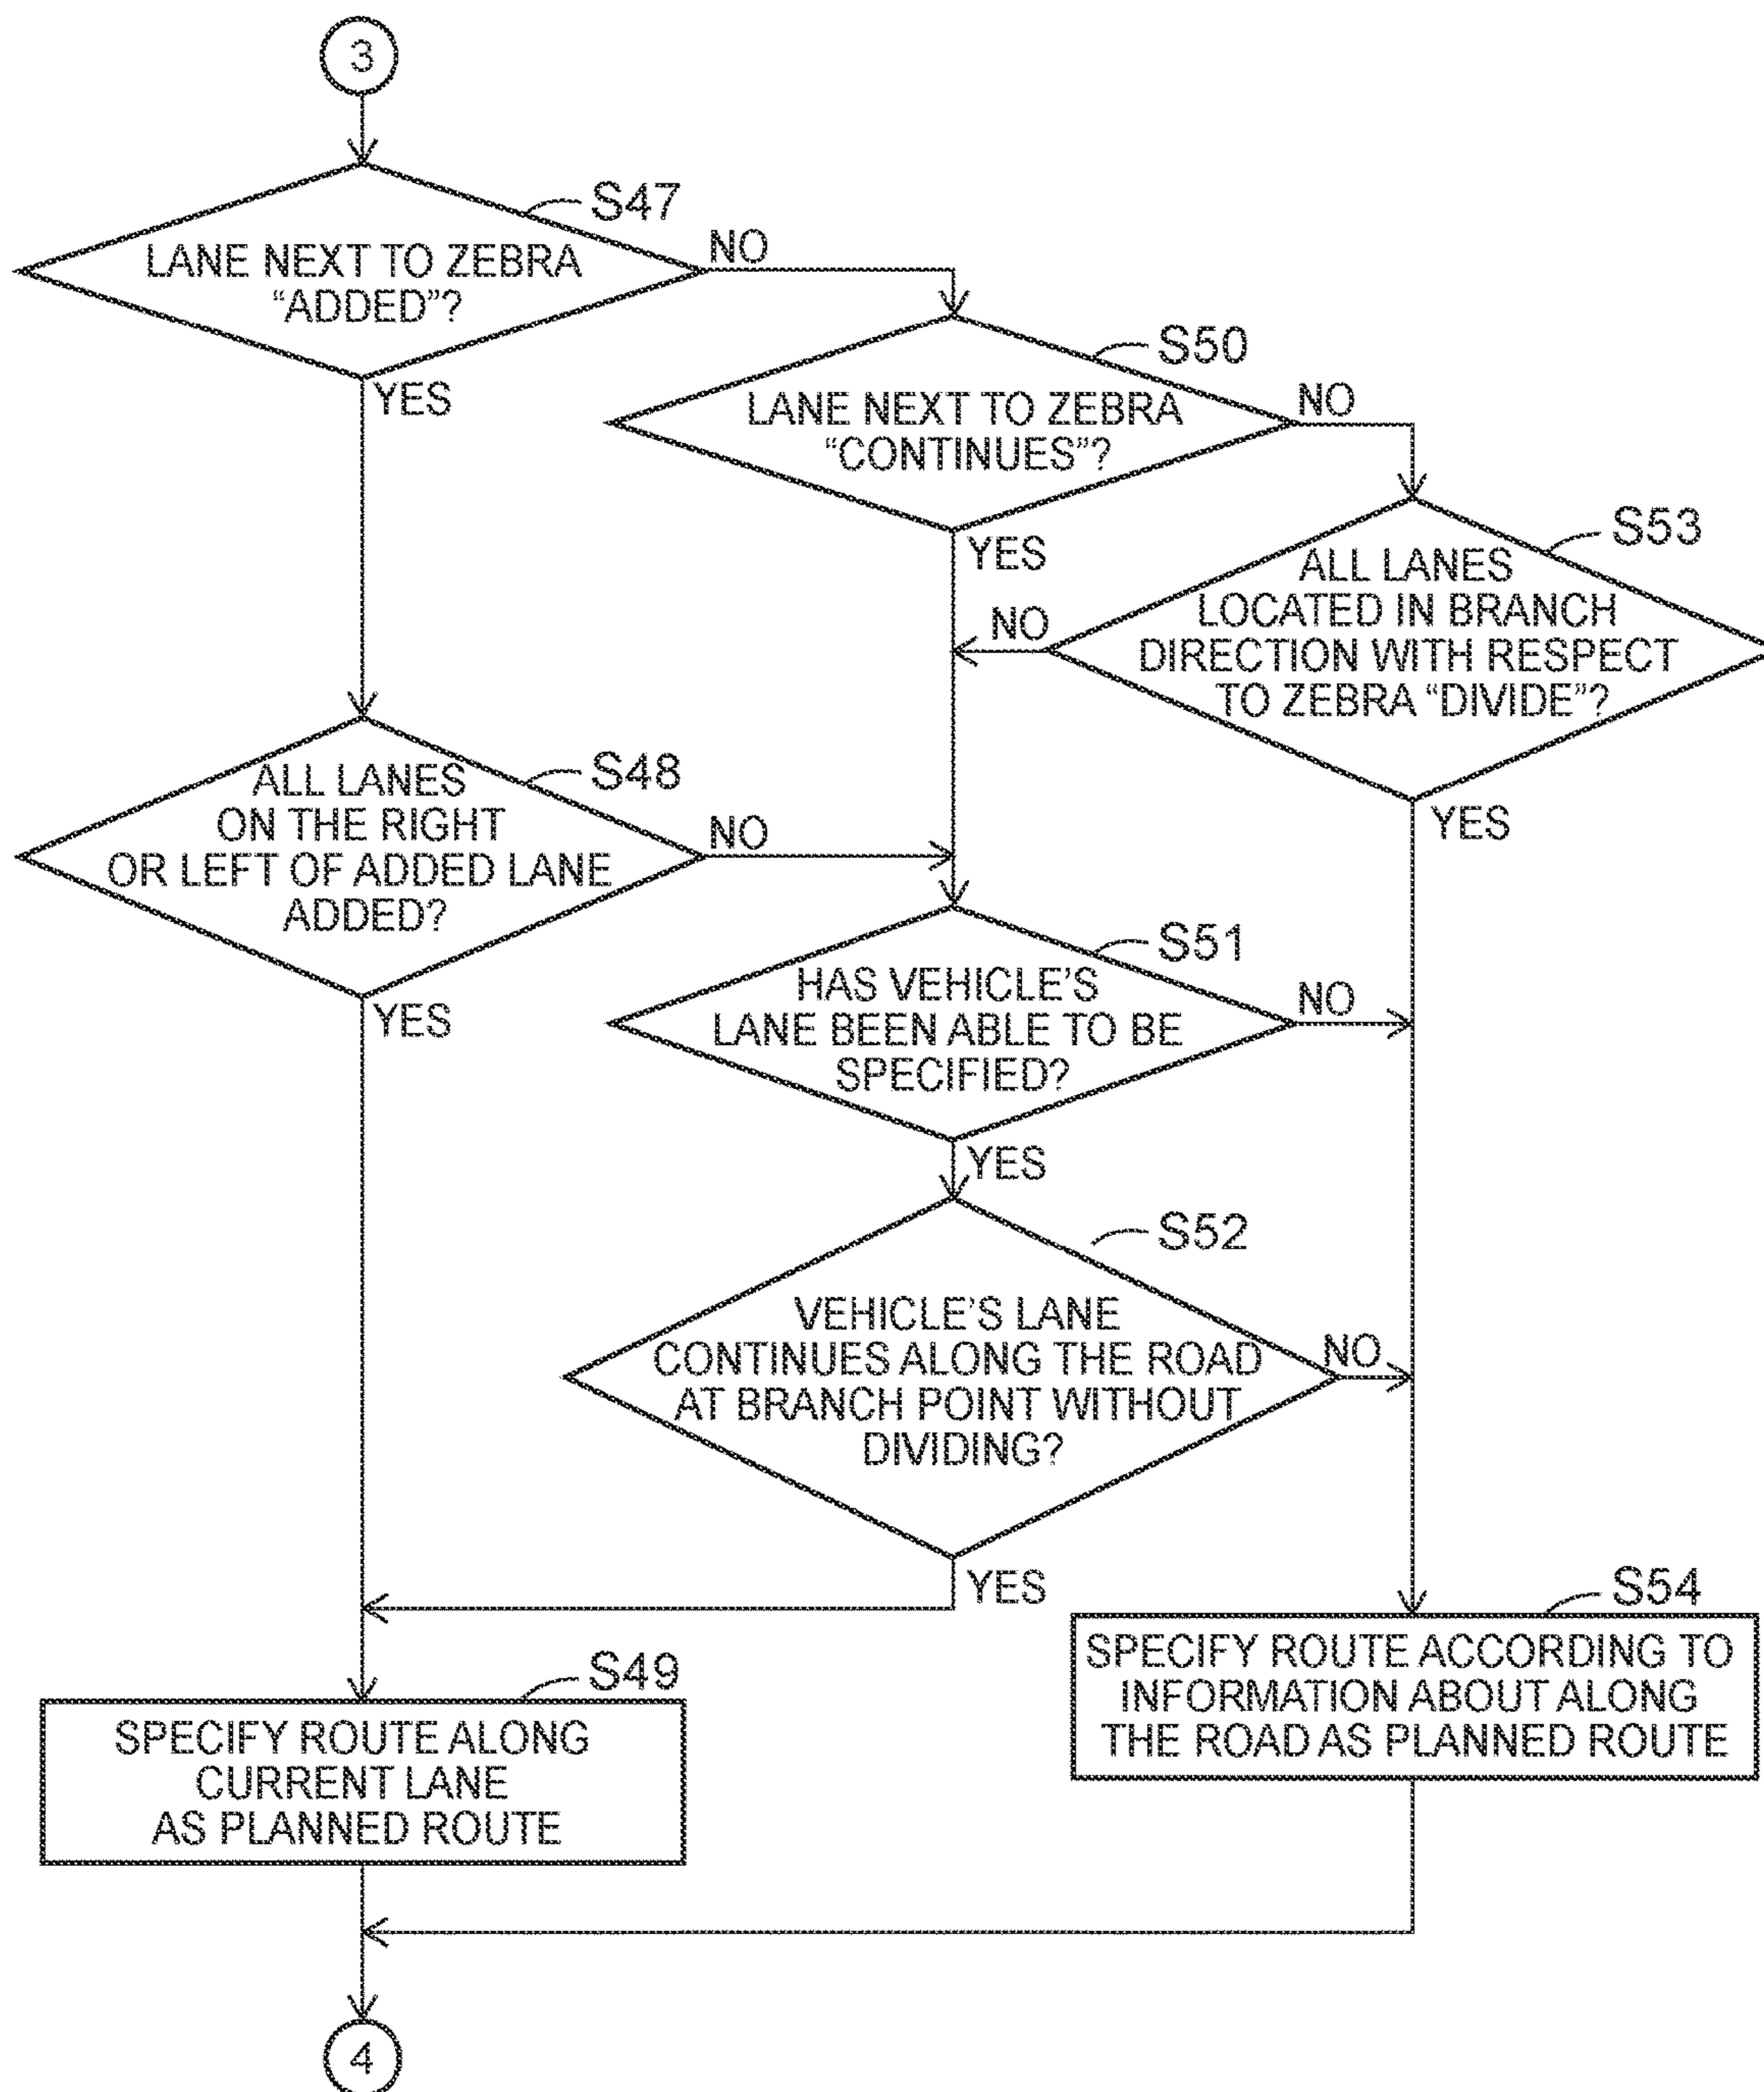 3
S47
LANE NEXT TO ZEBRA
“ADDED”?
NO
YES
S50
LANE NEXT TO ZEBRA
“CONTINUES”?
NO
YES
S53
ALL LANES
LOCATED IN BRANCH
DIRECTION WITH RESPECT
TO ZEBRA “DIVIDE”?
NO
YES
S48
ALL LANES
ON THE RIGHT
OR LEFT OF ADDED LANE
ADDED?
NO
YES
S51
HAS VEHICLE’S
LANE BEEN ABLE TO BE
SPECIFIED?
NO
YES
S52
VEHICLE’S LANE
CONTINUES ALONG THE ROAD
AT BRANCH POINT WITHOUT
DIVIDING?
NO
YES
S54
SPECIFY ROUTE ACCORDING TO
INFORMATION ABOUT ALONG
THE ROAD AS PLANNED ROUTE
S49
SPECIFY ROUTE ALONG
CURRENT LANE
AS PLANNED ROUTE
4